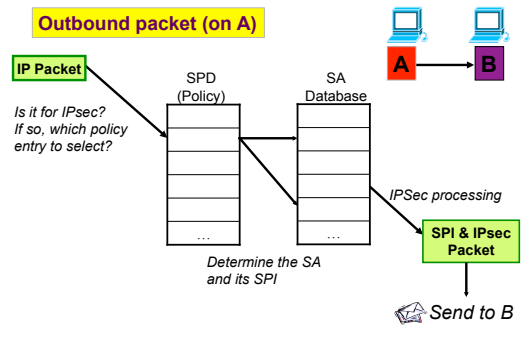 Outbound packet (on A)
A
B
IP Packet
SPD
(Policy)
SA
Database
Is it for IPsec?
If so, which policy
entry to select?
…
…
IPSec processing
SPI & IPsec
Packet
Determine the SA
and its SPI
Send to B